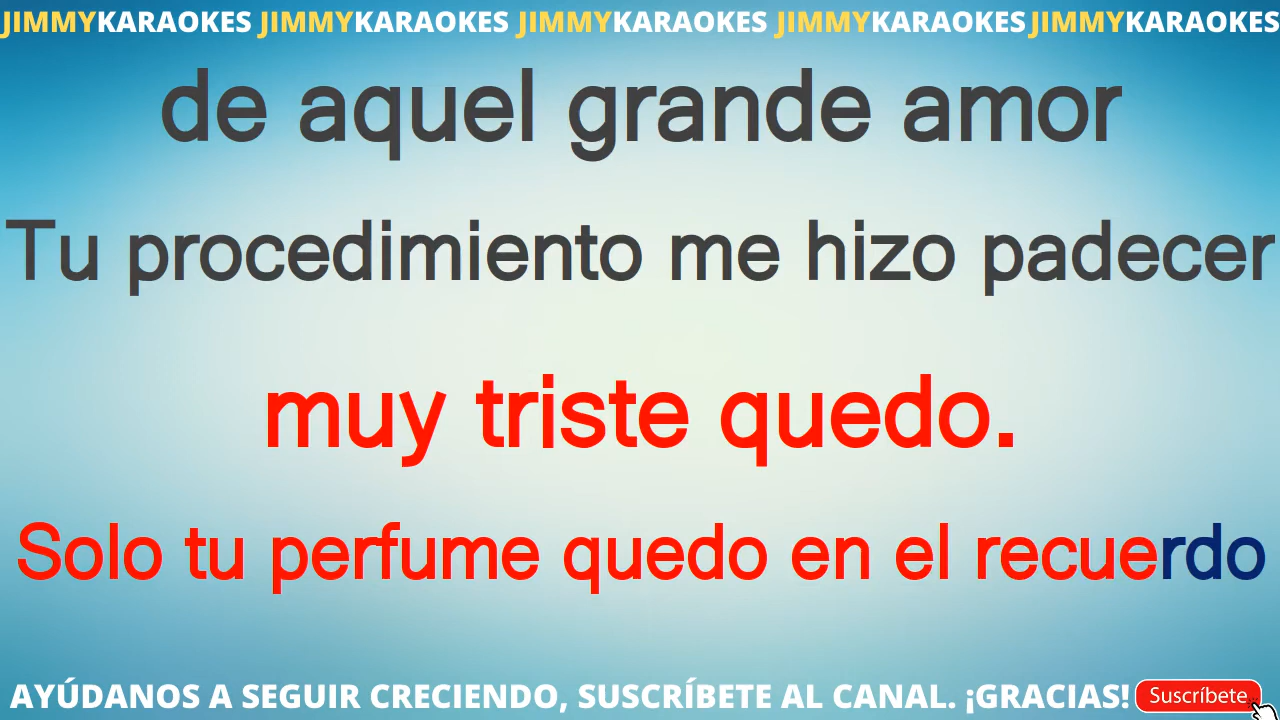 JIMMYKARAOKES JIMMYKARAOKES JIMMYKARAOKES JIMMYKARAOKES JIMMYKARAOKES
de aquel grande amor
Tu procedimiento me hizo padecer
muy triste quedo.
Solo tu perfume quedo en el recuerdo
AYÚDANOS A SEGUIR CRECIENDO, SUSCRÍBETE AL CANAL. ¡GRACIAS! Suscríbete